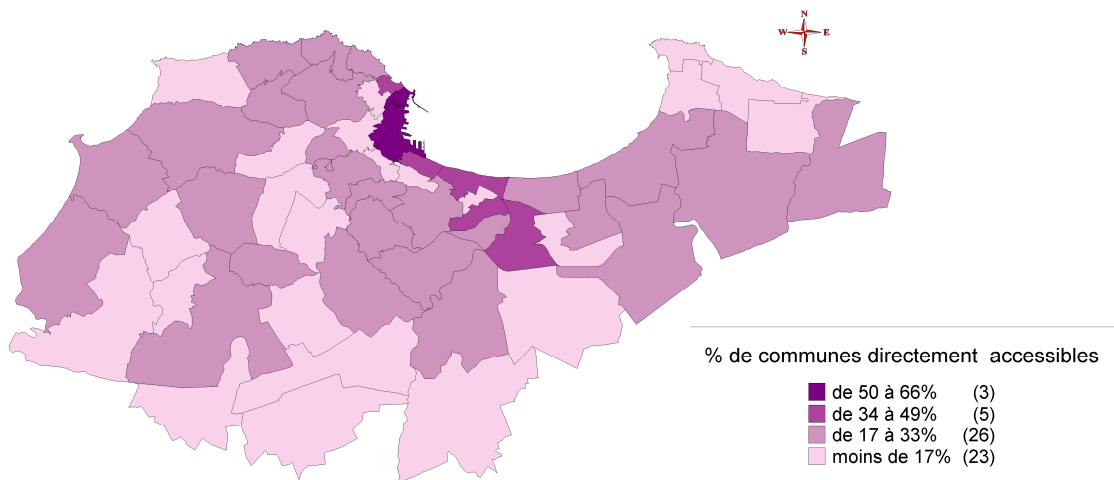 N
W E
S
% de communes directement accessibles
de 50 à 66% (3)
de 34 à 49% (5)
de 17 à 33% (26)
moins de 17% (23)